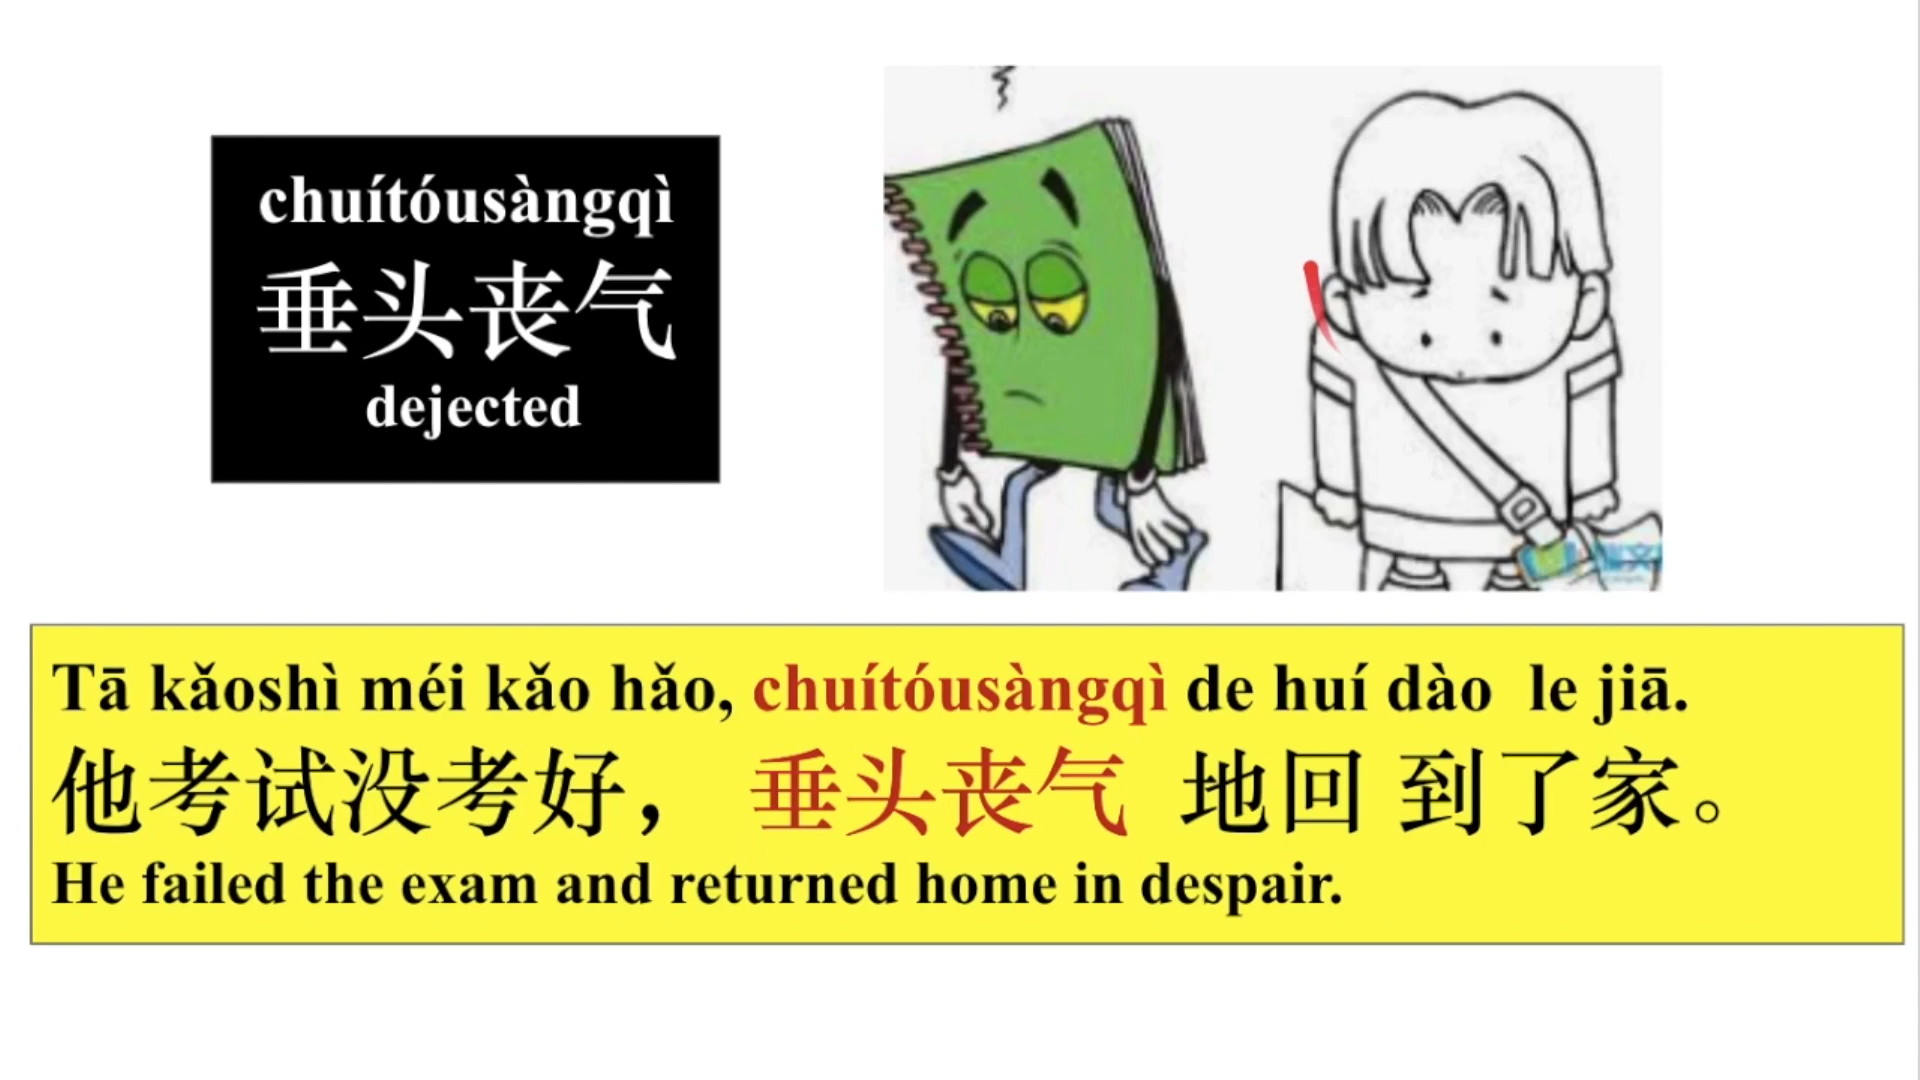 chuítóusàngqì
垂头丧气
dejected
Tā kǎoshì méi kǎo hǎo, chuítóusàngqì de huí dào le jiā.
他考试没考好， 垂头丧气 地回 到了家。
He failed the exam and returned home in despair.